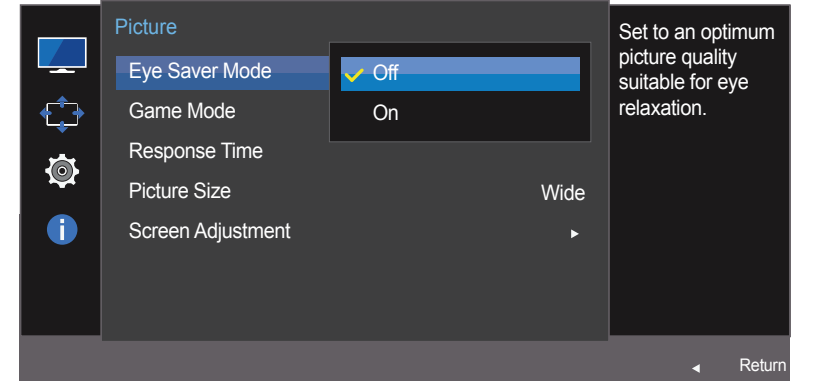 Picture
Eye Saver Mode
Off
Game Mode
On
Response Time
Picture Size
Wide
Screen Adjustment
Set to an optimum
picture quality
suitable for eye
relaxation.
Return